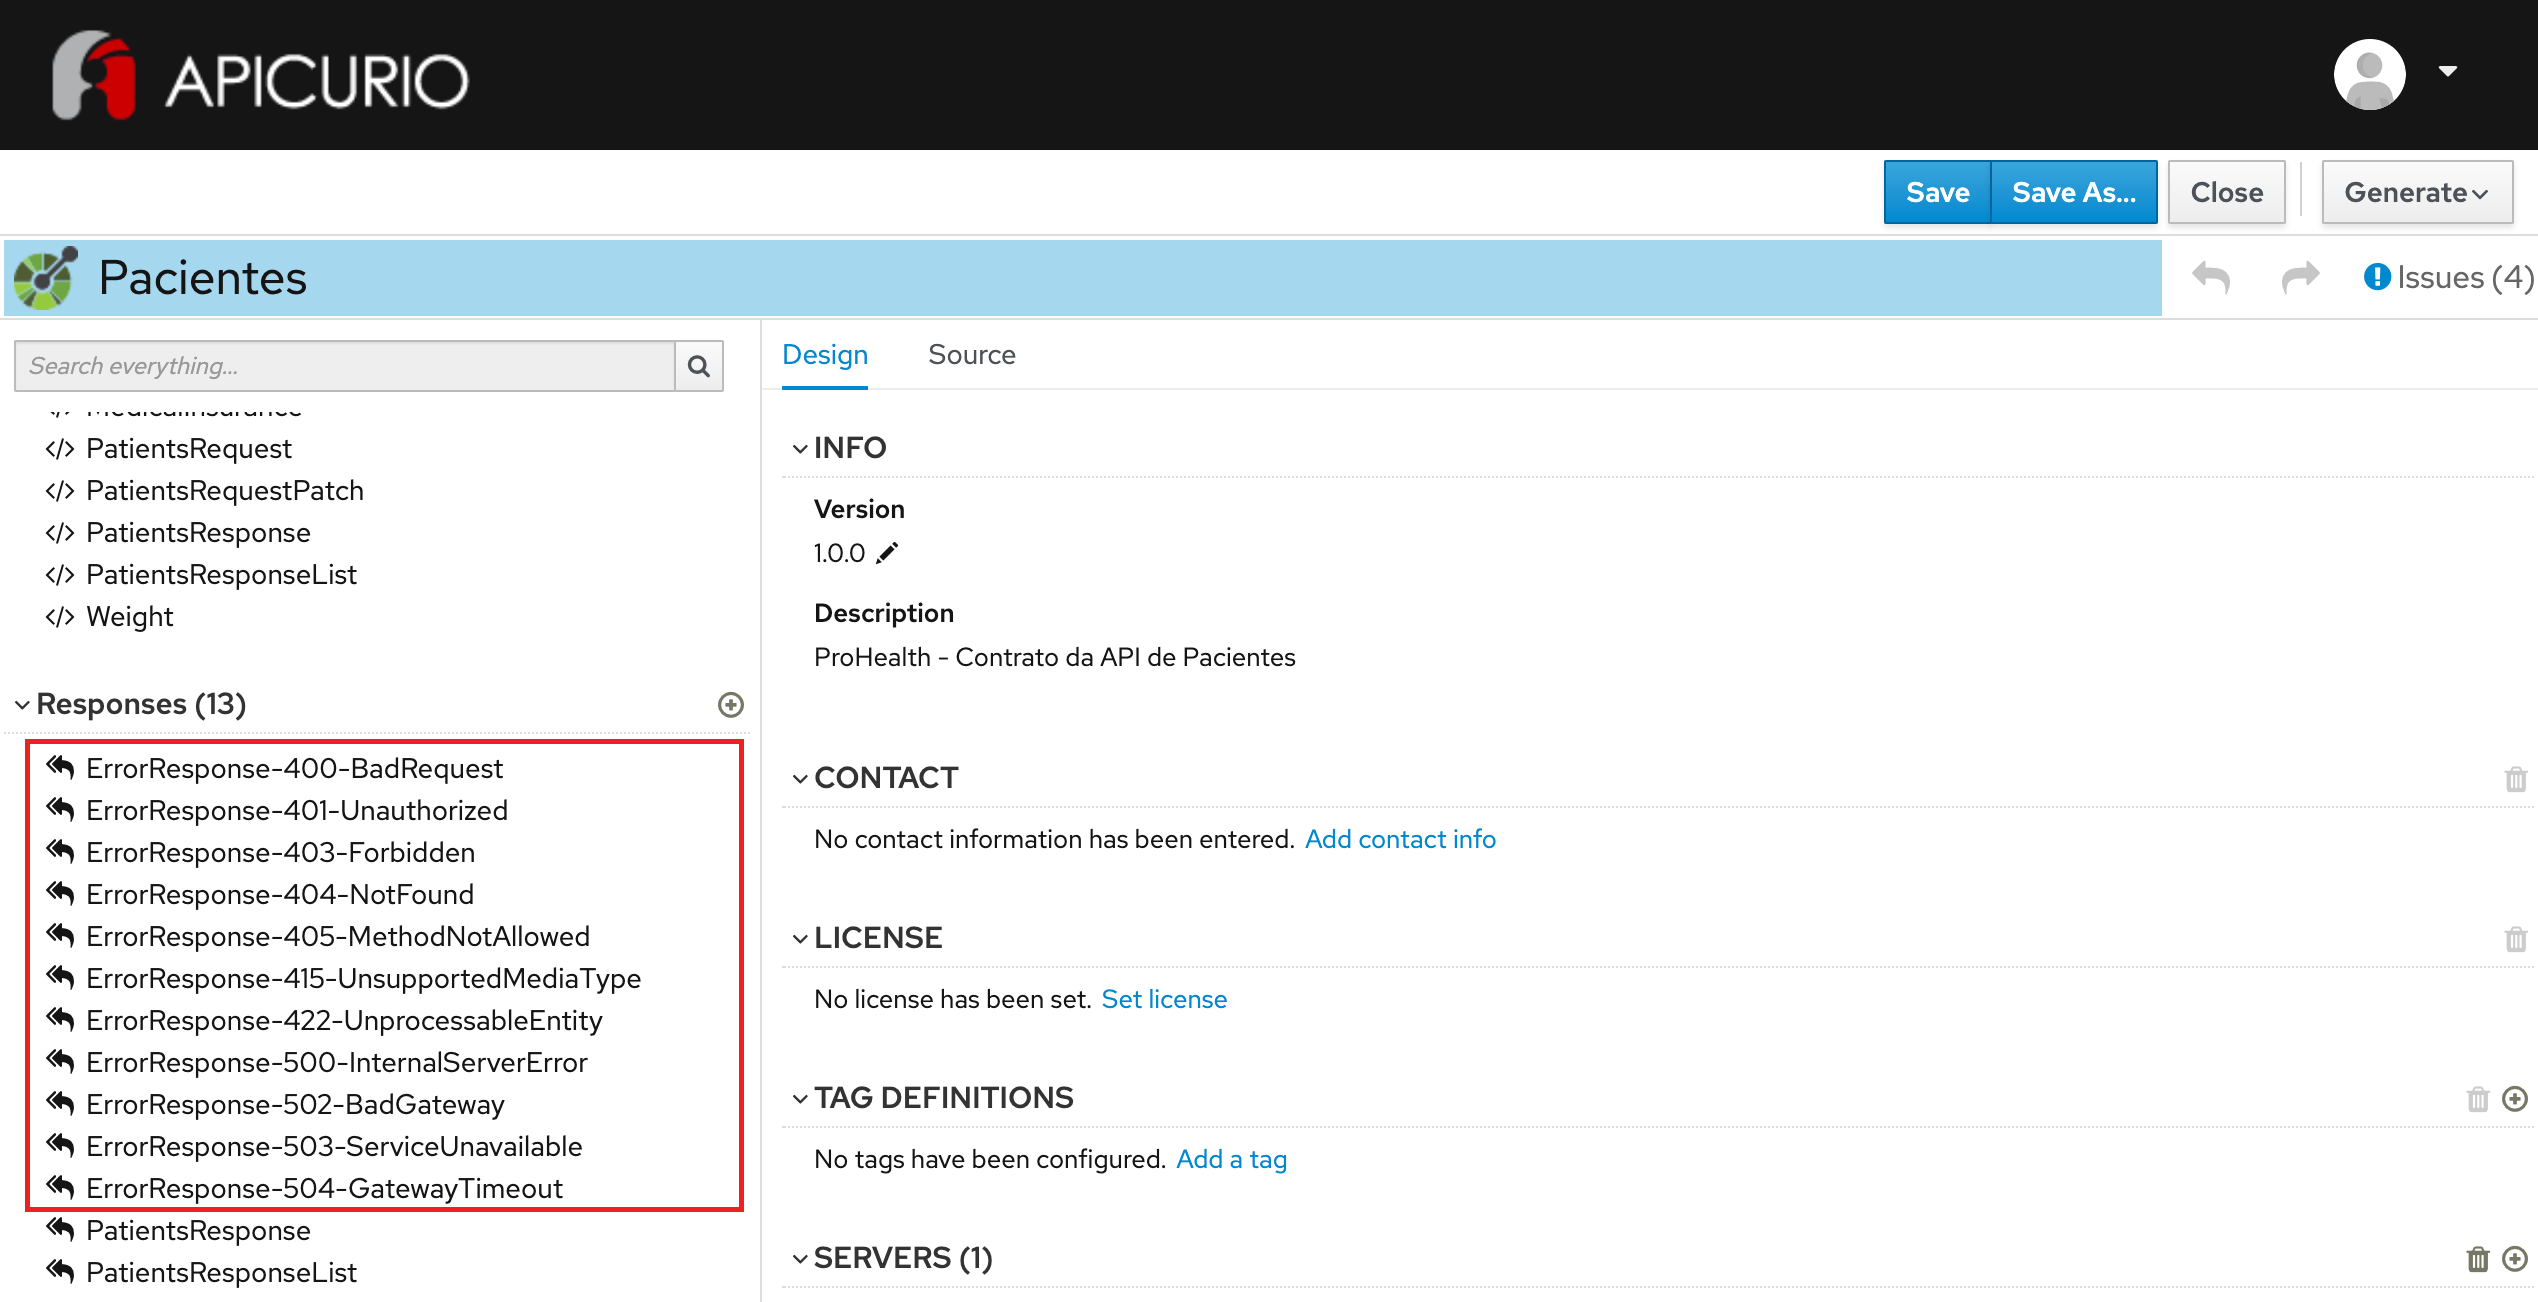 APICURIO
Save
Save As...
Close
Generate
Pacientes
Issues (4)
Search everything...
MedicalInsurance
</> PatientsRequest
</> PatientsRequestPatch
</> PatientsResponse
</> PatientsResponseList
</> Weight
Responses (13)
ErrorResponse-400-BadRequest
ErrorResponse-401-Unauthorized
ErrorResponse-403-Forbidden
ErrorResponse-404-NotFound
ErrorResponse-405-MethodNotAllowed
ErrorResponse-415-UnsupportedMediaType
ErrorResponse-422-UnprocessableEntity
ErrorResponse-500-InternalServerError
ErrorResponse-502-BadGateway
ErrorResponse-503-ServiceUnavailable
ErrorResponse-504-GatewayTimeout
PatientsResponse
PatientsResponseList
Design
Source
INFO
Version
1.0.0
Description
ProHealth - Contrato da API de Pacientes
CONTACT
No contact information has been entered. Add contact info
LICENSE
No license has been set. Set license
TAG DEFINITIONS
No tags have been configured. Add a tag
SERVERS (1)